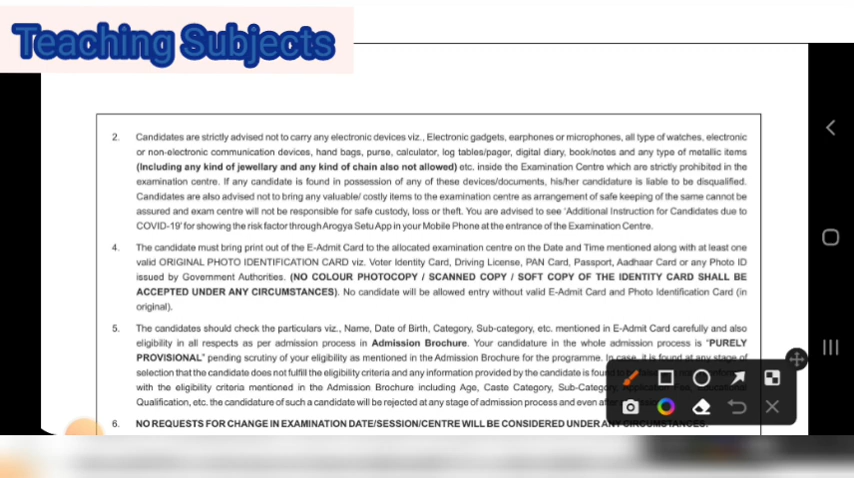 Teaching Subjects
2. Candidates are strictly advised not to carry any electronic devices viz., Electronic gadgets, earphones or microphones, all type of watches, electronic
or non-electronic communication devices, hand bags, purse, calculator, log tables/pager, digital diary, book/notes and any type of metallic items
(Including any kind of jewellary and any kind of chain also not allowed) etc. inside the Examination Centre which are strictly prohibited in the
examination centre. If any candidate is found in possession of any of these devices/documents, his/her candidature is liable to be disqualified.
Candidates are also advised not to bring any valuable/ costly items to the examination centre as arrangement of safe keeping of the same cannot be
assured and exam centre will not be responsible for safe custody, loss or theft. You are advised to see 'Additional Instruction for Candidates due to
COVID-19' for showing the risk factor through Arogya Setu App in your Mobile Phone at the entrance of the Examination Centre.
4. The candidate must bring print out of the E-Admit Card to the allocated examination centre on the Date and Time mentioned along with at least one
valid ORIGINAL PHOTO IDENTIFICATION CARD viz. Voter Identity Card, Driving License, PAN Card, Passport, Aadhaar Card or any Photo ID
issued by Government Authorities. (NO COLOUR PHOTOCOPY / SCANNED COPY / SOFT COPY OF THE IDENTITY CARD SHALL BE
ACCEPTED UNDER ANY CIRCUMSTANCES). No candidate will be allowed entry without valid E-Admit Card and Photo Identification Card (in
original).
5. The candidates should check the particulars viz., Name, Date of Birth, Category, Sub-category, etc. mentioned in E-Admit Card carefully and also
eligibility in all respects as per admission process in Admission Brochure. Your candidature in the whole admission process is "PURELY
PROVISIONAL" pending scrutiny of your eligibility as mentioned in the Admission Brochure for the programme. In case, it is found at any stage of
selection that the candidate does not fulfill the eligibility criteria and any information provided by the candidate is found
with the eligibility criteria mentioned in the Admission Brochure including Age, Caste Category, Sub-Category, Application Fee, Educational
Qualification, etc. the candidature of such a candidate will be rejected at any stage of admission process and even
6. NO REQUESTS FOR CHANGE IN EXAMINATION DATE/SESSION/CENTRE WILL BE CONSIDERED UNDER ANY CIRCUMSTANCES.